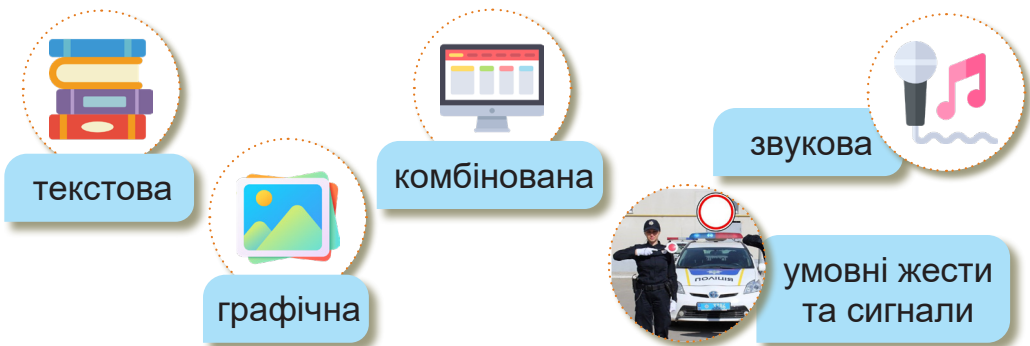 текстова
графічна
комбінована
звукова
умовні жести
та сигнали
ПОЛІЦІЯ